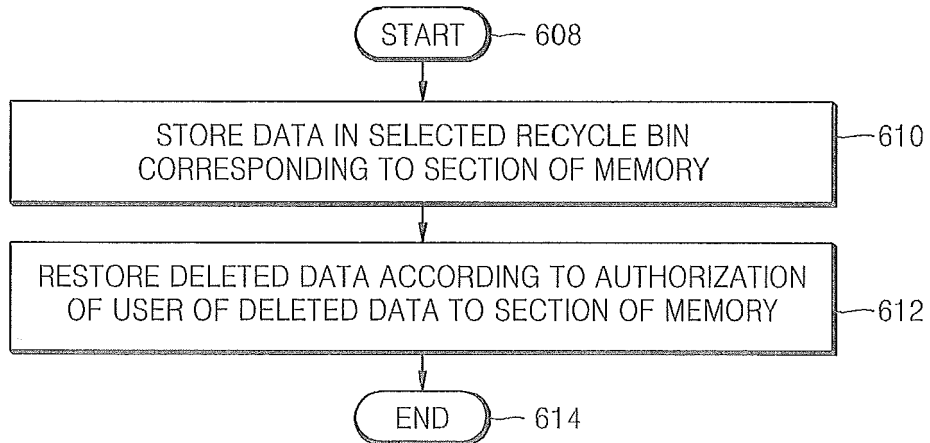 START
608
STORE DATA IN SELECTED RECYCLE BIN
CORRESPONDING TO SECTION OF MEMORY
610
RESTORE DELETED DATA ACCORDING TO AUTHORIZATION
OF USER OF DELETED DATA TO SECTION OF MEMORY
612
END
614